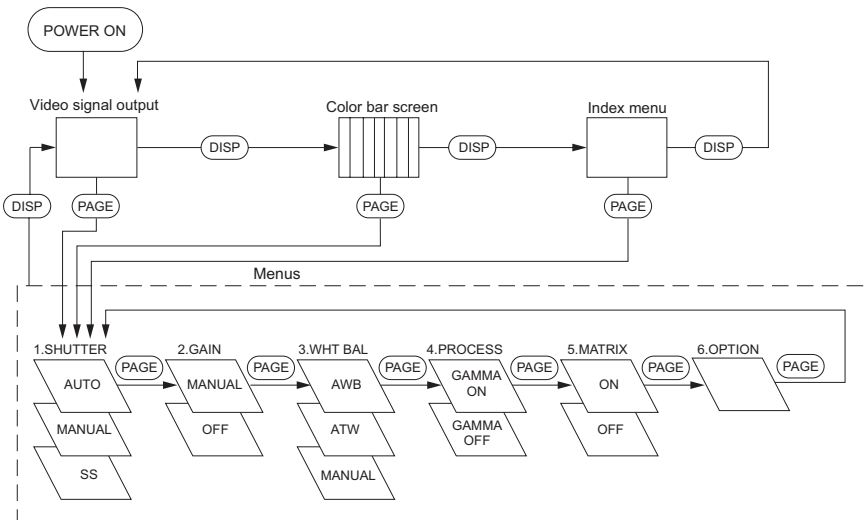 POWER ON
Video signal output
Color bar screen
Index menu
DISP
DISP
DISP
DISP
PAGE
PAGE
PAGE
Menus
1.SHUTTER
2.GAIN
3.WHT BAL
4.PROCESS
5.MATRIX
6.OPTION
AUTO
PAGE
MANUAL
PAGE
AWB
PAGE
GAMMA
ON
PAGE
ON
PAGE
PAGE
MANUAL
OFF
ATW
GAMMA
OFF
OFF
SS
MANUAL